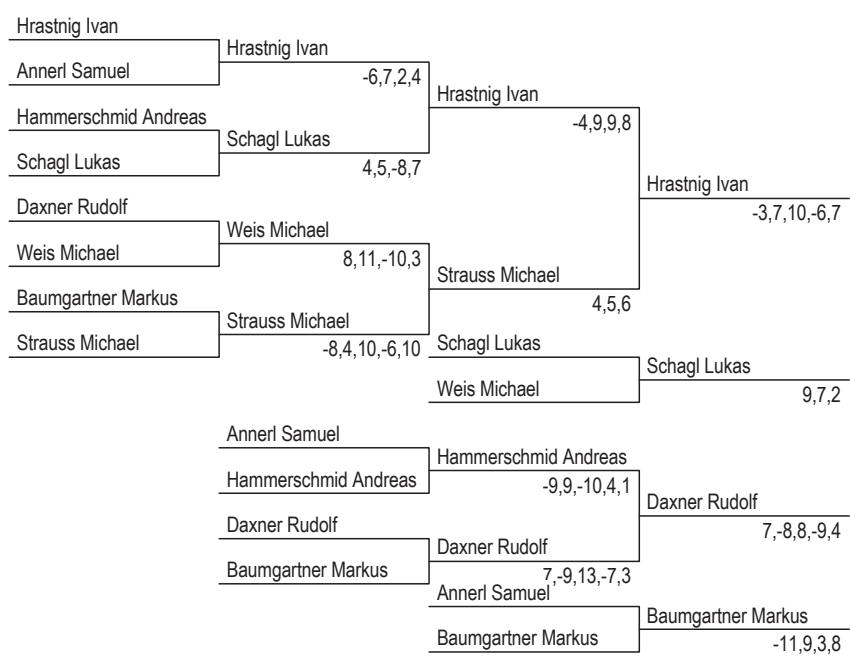 Hrastnig Ivan
Hrastnig Ivan
Annerl Samuel
-6,7,2,4
Hrastnig Ivan
Hammerschmid Andreas
-4,9,9,8
Schagl Lukas
Schagl Lukas
4,5,-8,7
Hrastnig Ivan
Daxner Rudolf
-3,7,10,-6,7
Weis Michael
Weis Michael
8,11,-10,3
Strauss Michael
Baumgartner Markus
4,5,6
Strauss Michael
Strauss Michael
-8,4,10,-6,10
Schagl Lukas
Schagl Lukas
Weis Michael
9,7,2
Annerl Samuel
Hammerschmid Andreas
Hammerschmid Andreas
-9,9,-10,4,1
Daxner Rudolf
Daxner Rudolf
7,-8,8,-9,4
Daxner Rudolf
Baumgartner Markus
7,-9,13,-7,3
Annerl Samuel
Baumgartner Markus
Baumgartner Markus
-11,9,3,8